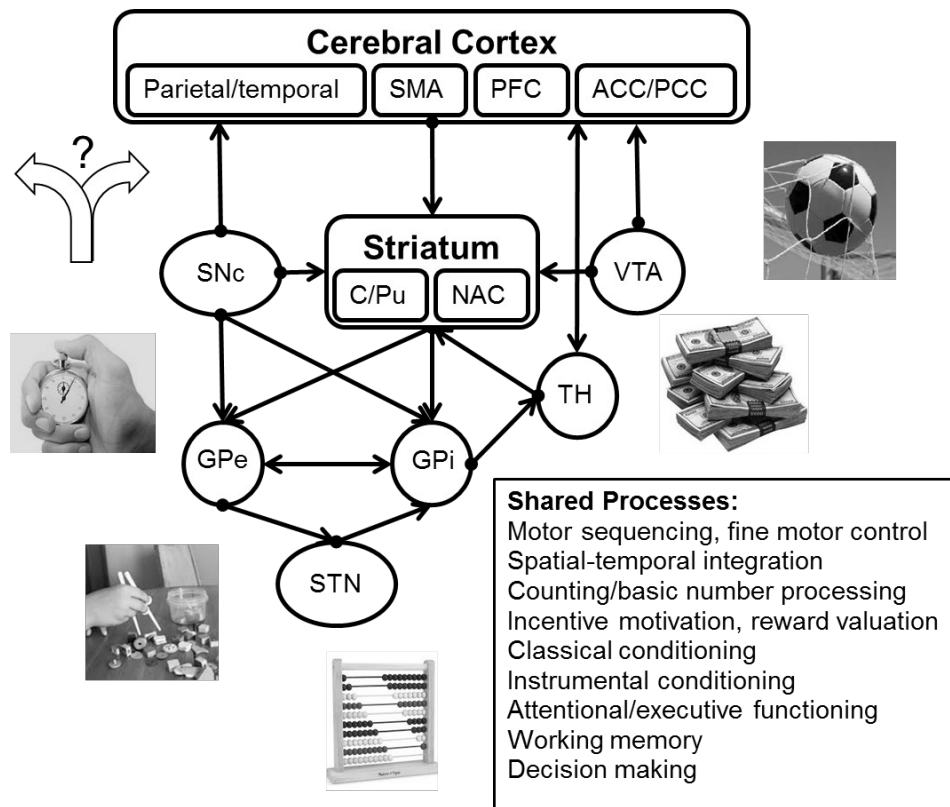 Cerebral Cortex
Parietal/temporal
SMA
PFC
ACC/PCC
?
SNc
Striatum
C/Pu
NAC
VTA
TH
GPe
GPi
STN
Shared Processes:
Motor sequencing, fine motor control
Spatial-temporal integration
Counting/basic number processing
Incentive motivation, reward valuation
Classical conditioning
Instrumental conditioning
Attentional/executive functioning
Working memory
Decision making